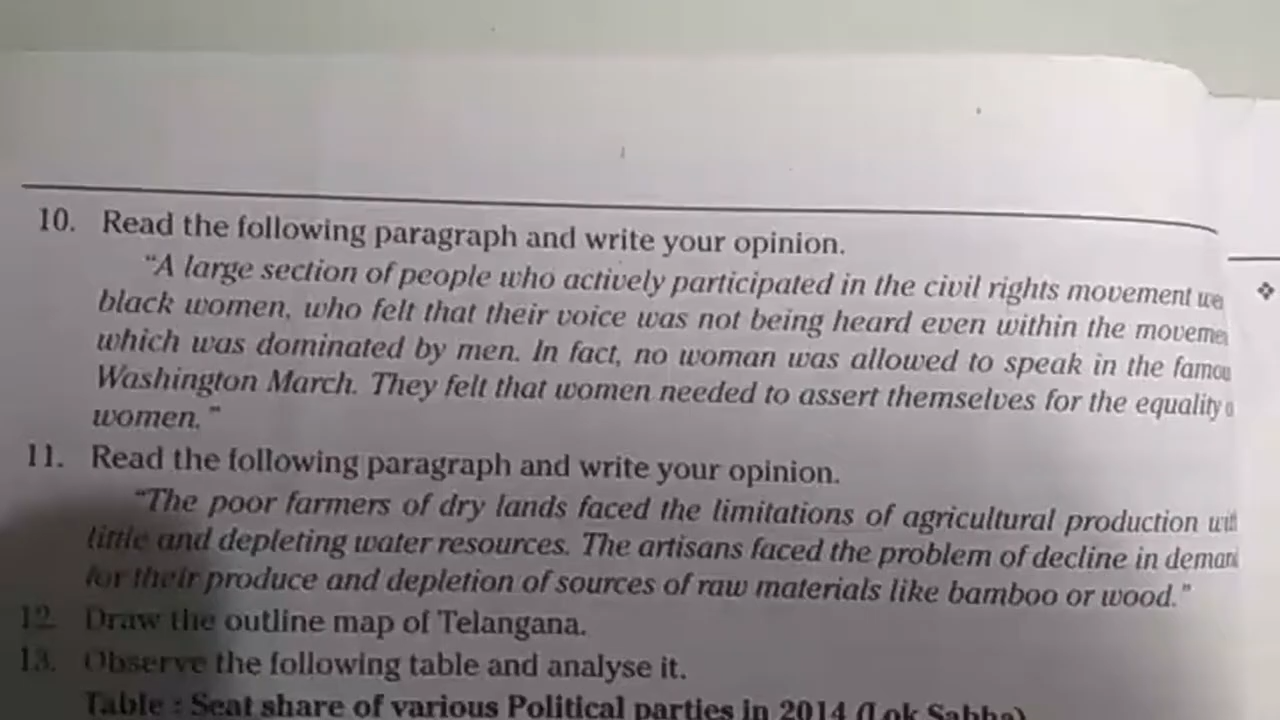 10. Read the following paragraph and write your opinion.
"A large section of people who actively participated in the civil rights movement
black women, who felt that their voice was not being heard even within the
which was dominated by men. In fact, no woman was allowed to speak in the
Washington March. They felt that women needed to assert themselves for the equality
women."
11. Read the following paragraph and write your opinion.
"The poor farmers of dry lands faced the limitations of agricultural production
little and depleting water resources. The artisans faced the problem of decline in
for their produce and depletion of sources of raw materials like bamboo or wood."
12. Draw the outline map of Telangana.
13. Observe the following table and analyse it.
Table : Seat share of various Political parties in 2014 (Lok Sabha)